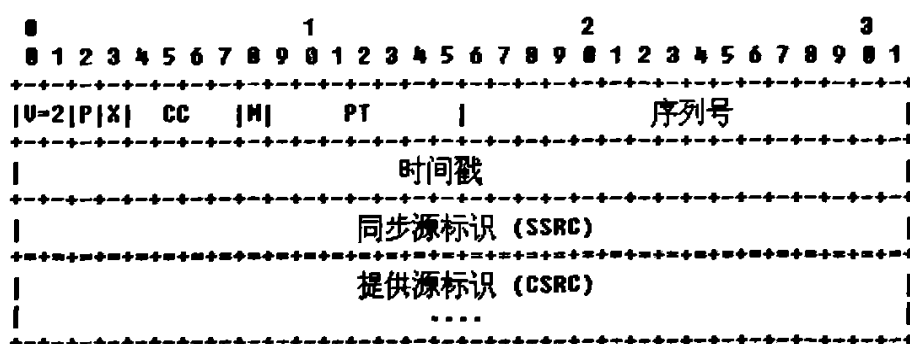 0 1 2 3
0 1 2 3 4 5 6 7 8 9 0 1 2 3 4 5 6 7 8 9 0 1 2 3 4 5 6 7 8 9 0 1
+-+-+-+-+-+-+-+-+-+-+-+-+-+-+-+-+-+-+-+-+-+-+-+-+-+-+-+-+-+-+-+-+
|V=2|P|X| CC |M| PT | 序列号 |
+-+-+-+-+-+-+-+-+-+-+-+-+-+-+-+-+-+-+-+-+-+-+-+-+-+-+-+-+-+-+-+-+
| 时间戳 |
+-+-+-+-+-+-+-+-+-+-+-+-+-+-+-+-+-+-+-+-+-+-+-+-+-+-+-+-+-+-+-+-+
| 同步源标识 (SSRC) |
+=+=+=+=+=+=+=+=+=+=+=+=+=+=+=+=+=+=+=+=+=+=+=+=+=+=+=+=+=+=+=+=+
| 提供源标识 (CSRC) |
| .... |
+-+-+-+-+-+-+-+-+-+-+-+-+-+-+-+-+-+-+-+-+-+-+-+-+-+-+-+-+-+-+-+-+